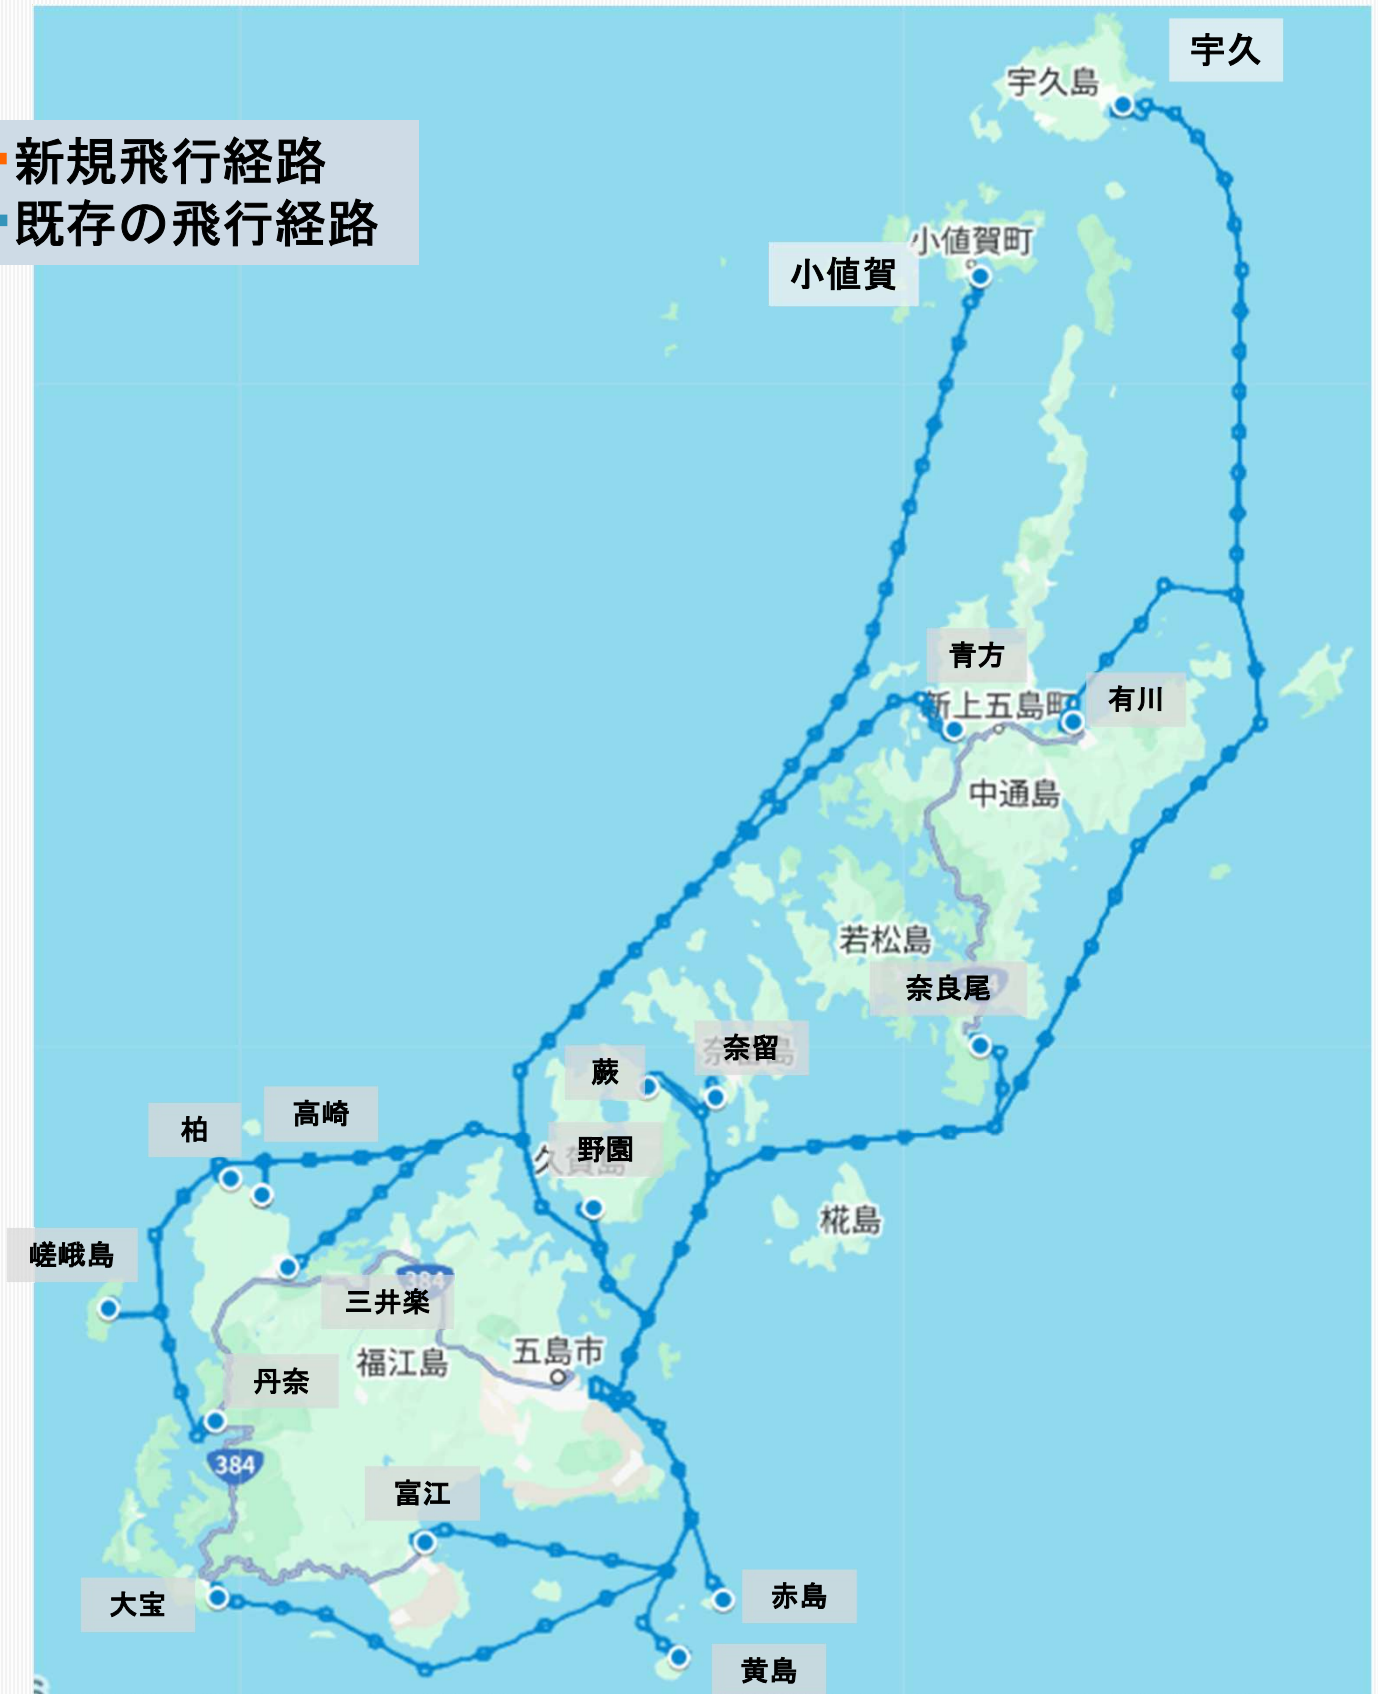 宇久
宇久島
新規飛行経路
既存の飛行経路
小値賀町
小値賀
青方
新上五島町
有川
中通島
若松島
奈良尾
奈留
蕨
高崎
柏
野園
久賀島
椛島
嵯峨島
384
三井楽
五島市
福江島
丹奈
384
富江
赤島
大宝
黄島